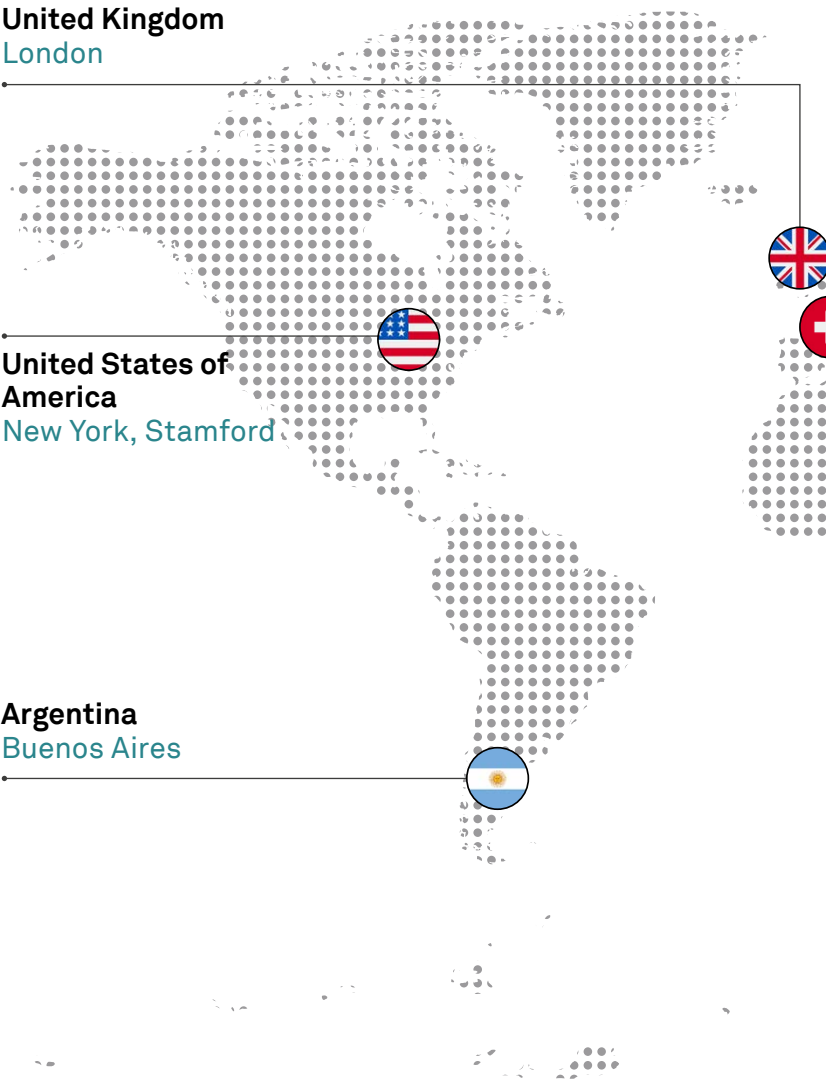 United Kingdom
London
United States of
America
New York, Stamford
Argentina
Buenos Aires